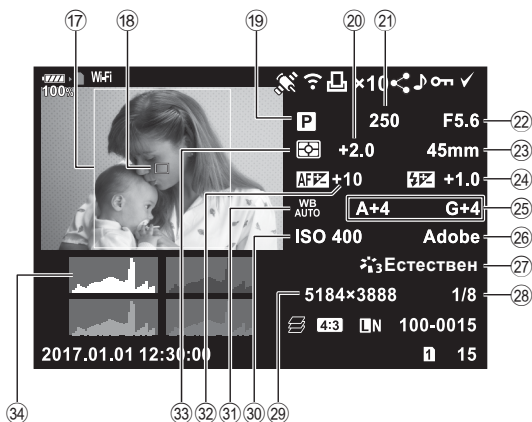 ⑰ ⑱ ⑲ ⑳ ㉑
Wi-Fi ×10
100%
P 250 F5.6 ㉒
+2.0 45mm ㉓
AF +10 +1.0 ㉔
WB AUTO A+4 G+4 ㉕
ISO 400 Adobe ㉖
3 Естествен ㉗
5184×3888 1/8 ㉘
4:3 LN 100-0015
2017.01.01 12:30:00 1 15
㉞ ㉝ ㉜ ㉛ ㉚ ㉙